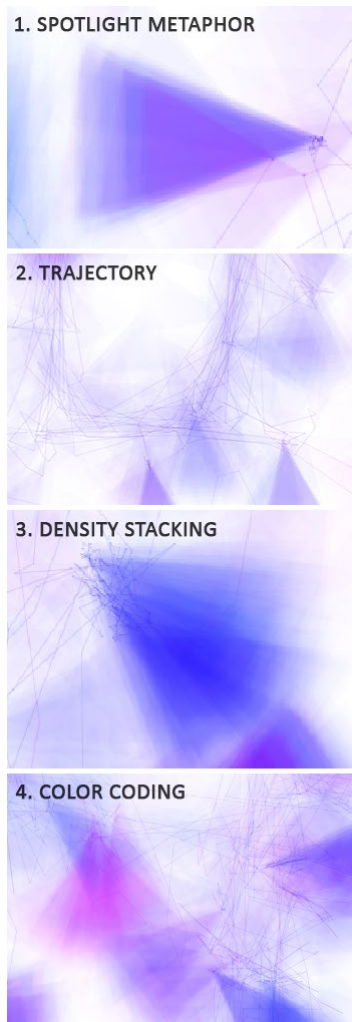 1. SPOTLIGHT METAPHOR
2. TRAJECTORY
3. DENSITY STACKING
4. COLOR CODING